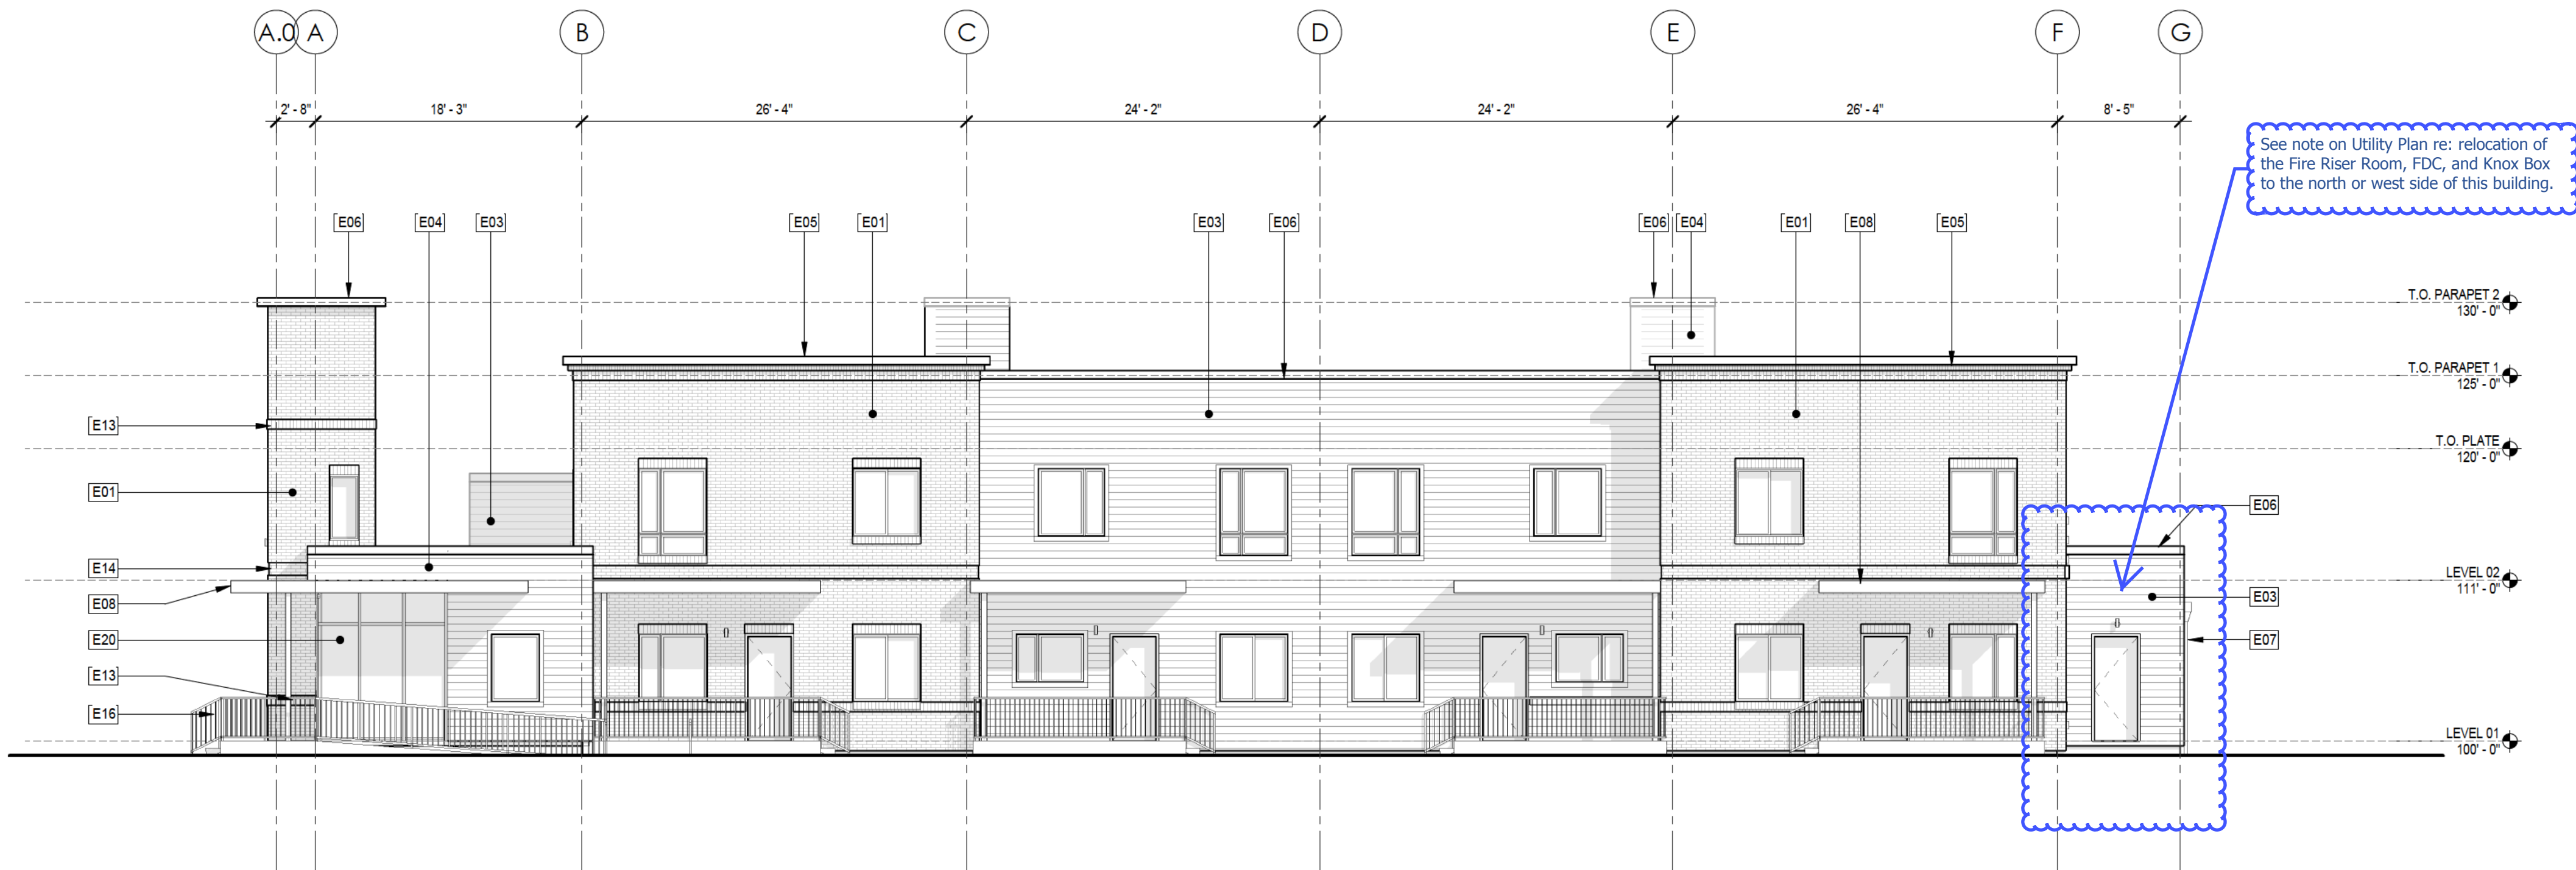 A.0 A B C D E F G
2' - 8" 18' - 3" 26' - 4" 24' - 2" 24' - 2" 26' - 4" 8' - 5"
See note on Utility Plan re: relocation of
the Fire Riser Room, FDC, and Knox Box
to the north or west side of this building.
E06 E04 E03 E05 E01 E03 E06 E06 E04 E01 E08 E05
T.O. PARAPET 2
130' - 0"
T.O. PARAPET 1
125' - 0"
E13
T.O. PLATE
120' - 0"
E01
E06
E14
LEVEL 02
111' - 0"
E08
E03
E20
E07
E13
E16
LEVEL 01
100' - 0"